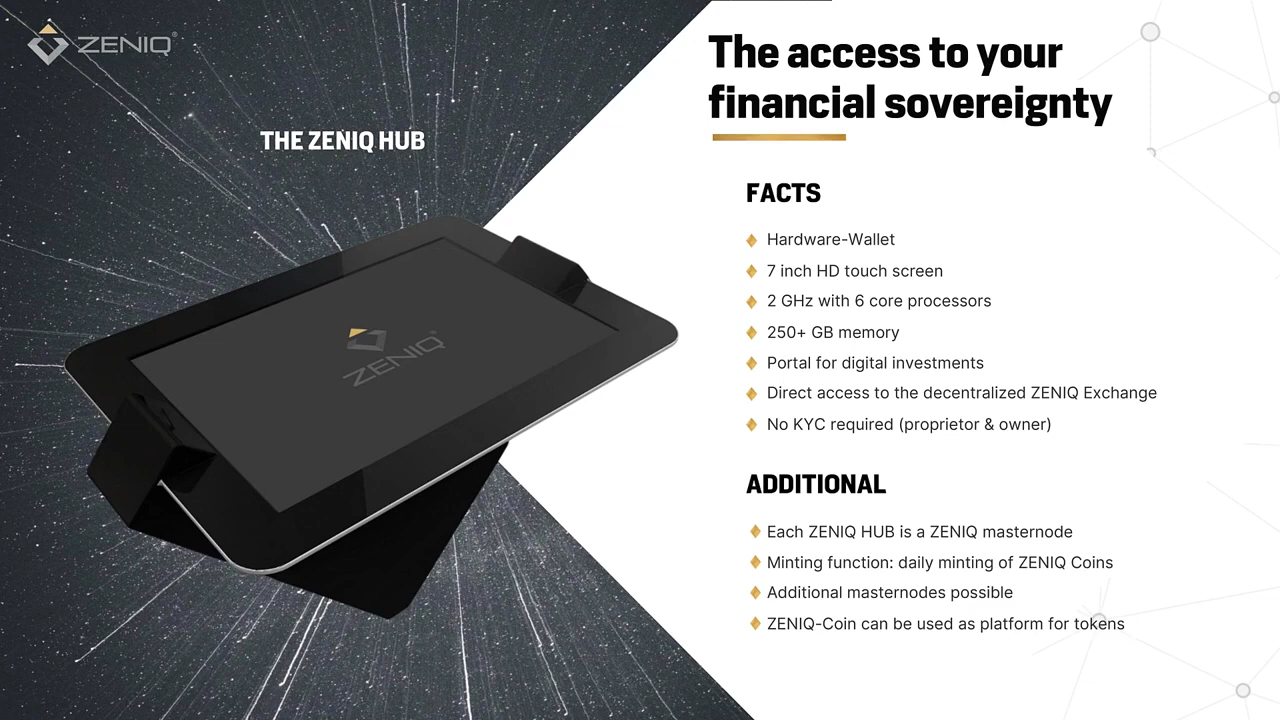 ZENIQ®
THE ZENIQ HUB
ZENIQ®
The access to your
financial sovereignty
FACTS
Hardware-Wallet
7 inch HD touch screen
2 GHz with 6 core processors
250+ GB memory
Portal for digital investments
Direct access to the decentralized ZENIQ Exchange
No KYC required (proprietor & owner)
ADDITIONAL
Each ZENIQ HUB is a ZENIQ masternode
Minting function: daily minting of ZENIQ Coins
Additional masternodes possible
ZENIQ-Coin can be used as platform for tokens